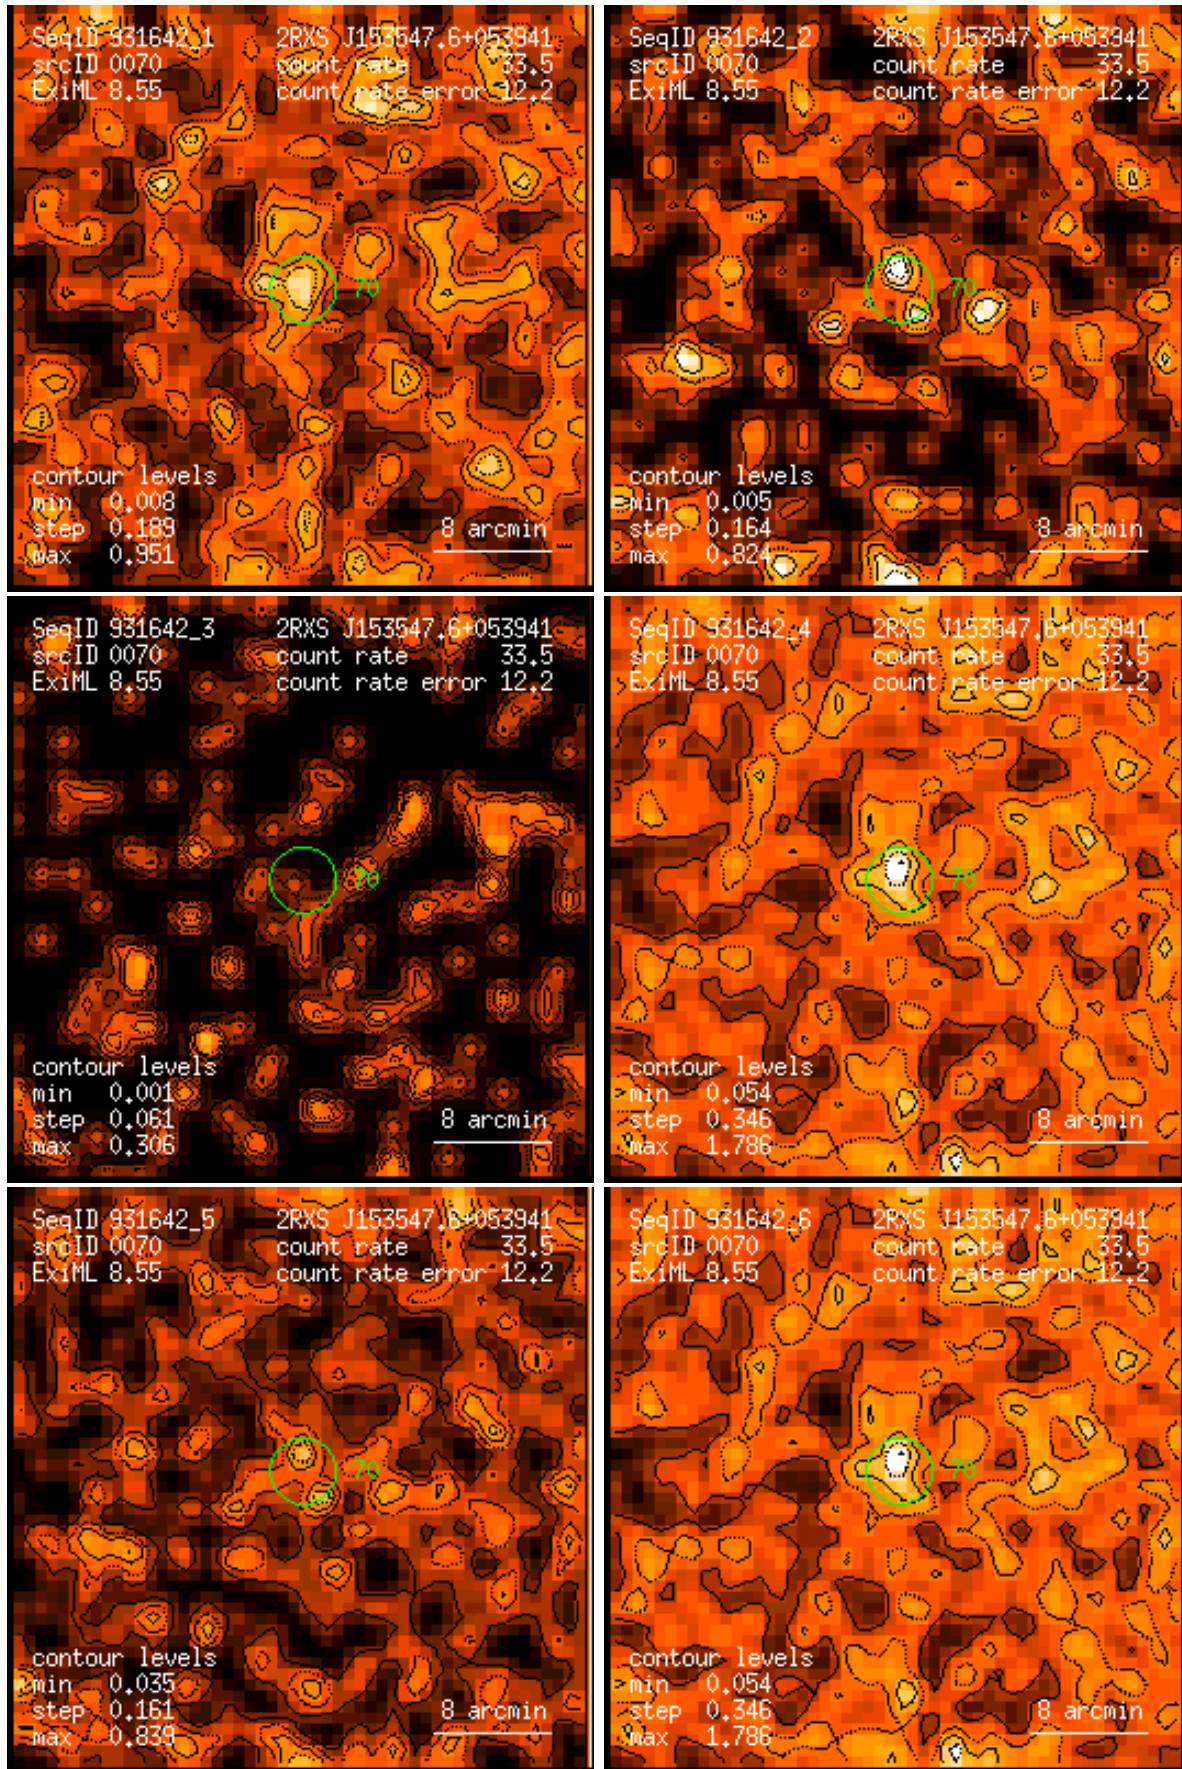 SeqID 931642_1 2RXS J153547.6+053941
srcID 0070 count rate 33.5
ExiML 8.55 count rate error 12.2
70
contour levels
min 0.008
step 0.189 8 arcmin
max 0.951
SeqID 931642_2 2RXS J153547.6+053941
srcID 0070 count rate 33.5
ExiML 8.55 count rate error 12.2
70
contour levels
min 0.005
step 0.164 8 arcmin
max 0.824
SeqID 931642_3 2RXS J153547.6+053941
srcID 0070 count rate 33.5
ExiML 8.55 count rate error 12.2
70
contour levels
min 0.001
step 0.061 8 arcmin
max 0.306
SeqID 931642_4 2RXS J153547.6+053941
srcID 0070 count rate 33.5
ExiML 8.55 count rate error 12.2
70
contour levels
min 0.054
step 0.346 8 arcmin
max 1.786
SeqID 931642_5 2RXS J153547.6+053941
srcID 0070 count rate 33.5
ExiML 8.55 count rate error 12.2
70
contour levels
min 0.035
step 0.161 8 arcmin
max 0.839
SeqID 931642_6 2RXS J153547.6+053941
srcID 0070 count rate 33.5
ExiML 8.55 count rate error 12.2
70
contour levels
min 0.054
step 0.346 8 arcmin
max 1.786